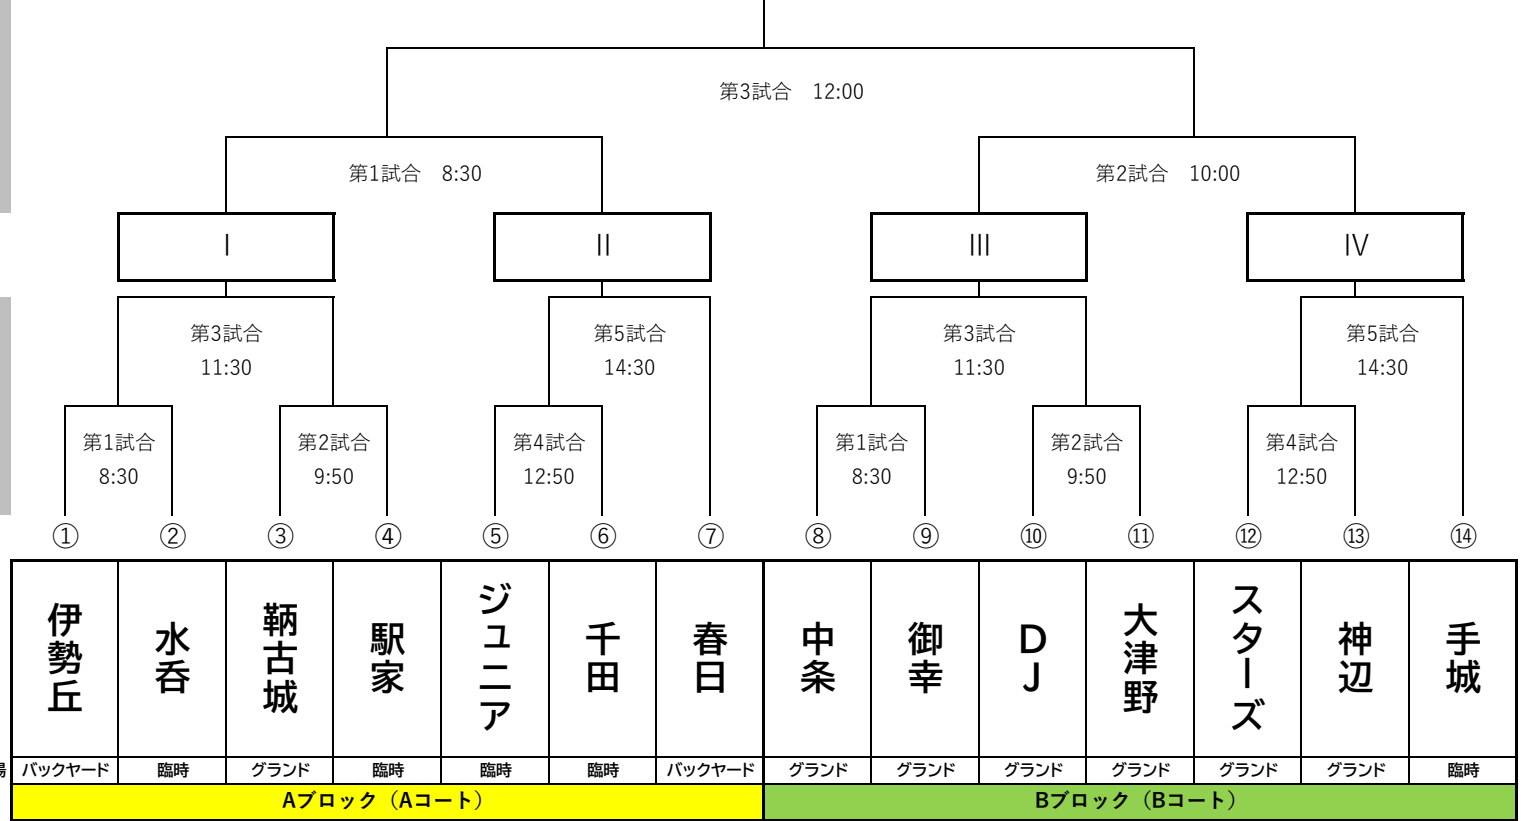 第3試合　12:00
第1試合　8:30
第2試合　10:00
Ⅰ
Ⅱ
Ⅲ
Ⅳ
第3試合
11:30
第5試合
14:30
第3試合
11:30
第5試合
14:30
第1試合
8:30
第2試合
9:50
第4試合
12:50
第1試合
8:30
第2試合
9:50
第4試合
12:50
①
②
③
④
⑤
⑥
⑦
⑧
⑨
⑩
⑪
⑫
⑬
⑭
伊勢丘
水呑
鞆古城
駅家
ジュニア
千田
春日
中条
御幸
ＤＪ
大津野
スターズ
神辺
手城
バックヤード
臨時
グランド
臨時
臨時
臨時
バックヤード
グランド
グランド
グランド
グランド
グランド
グランド
臨時
Aブロック（Aコート）
Bブロック（Bコート）